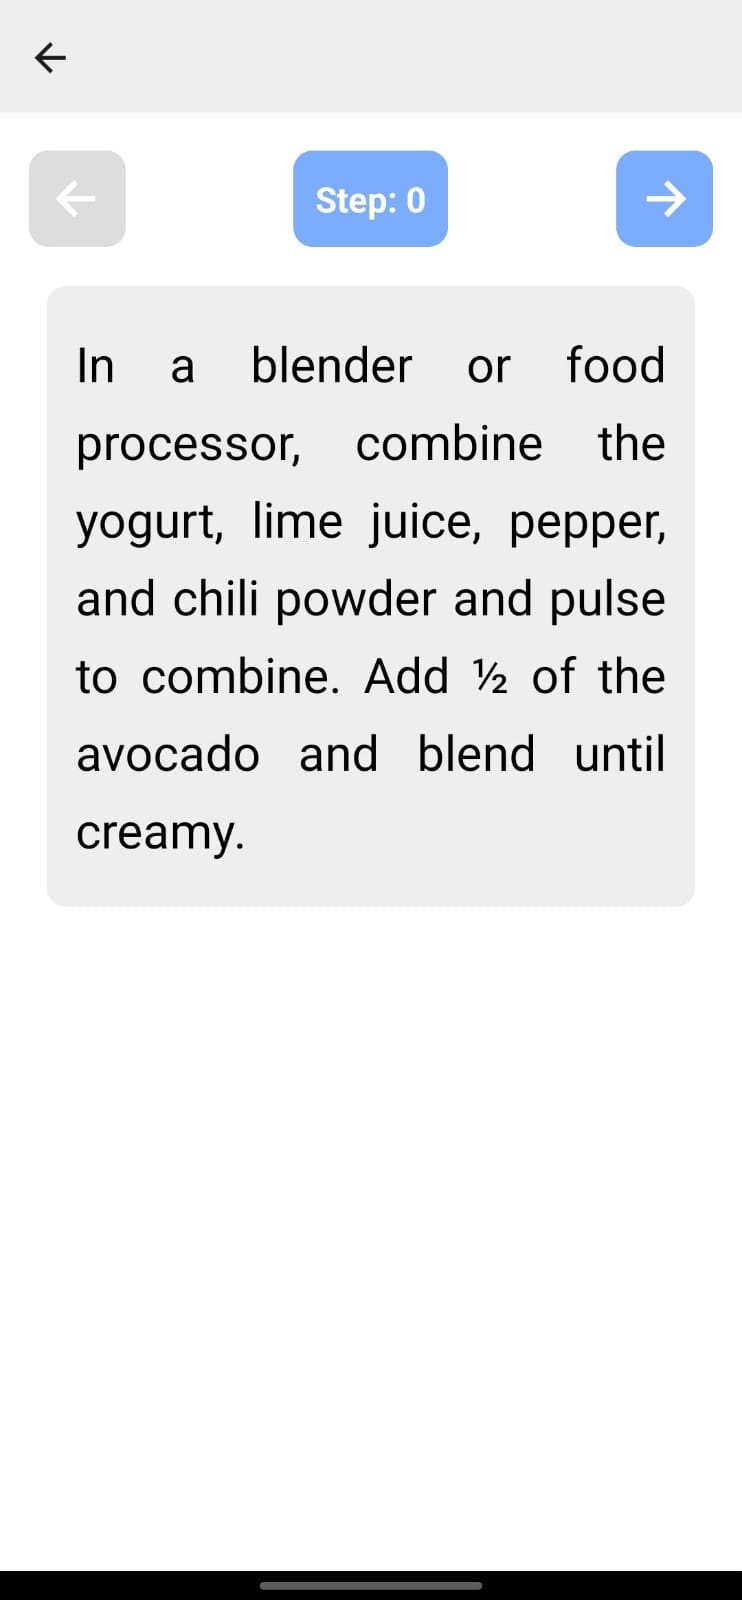 Step: 0
In a blender or food
processor, combine the
yogurt, lime juice, pepper,
and chili powder and pulse
to combine. Add ½ of the
avocado and blend until
creamy.